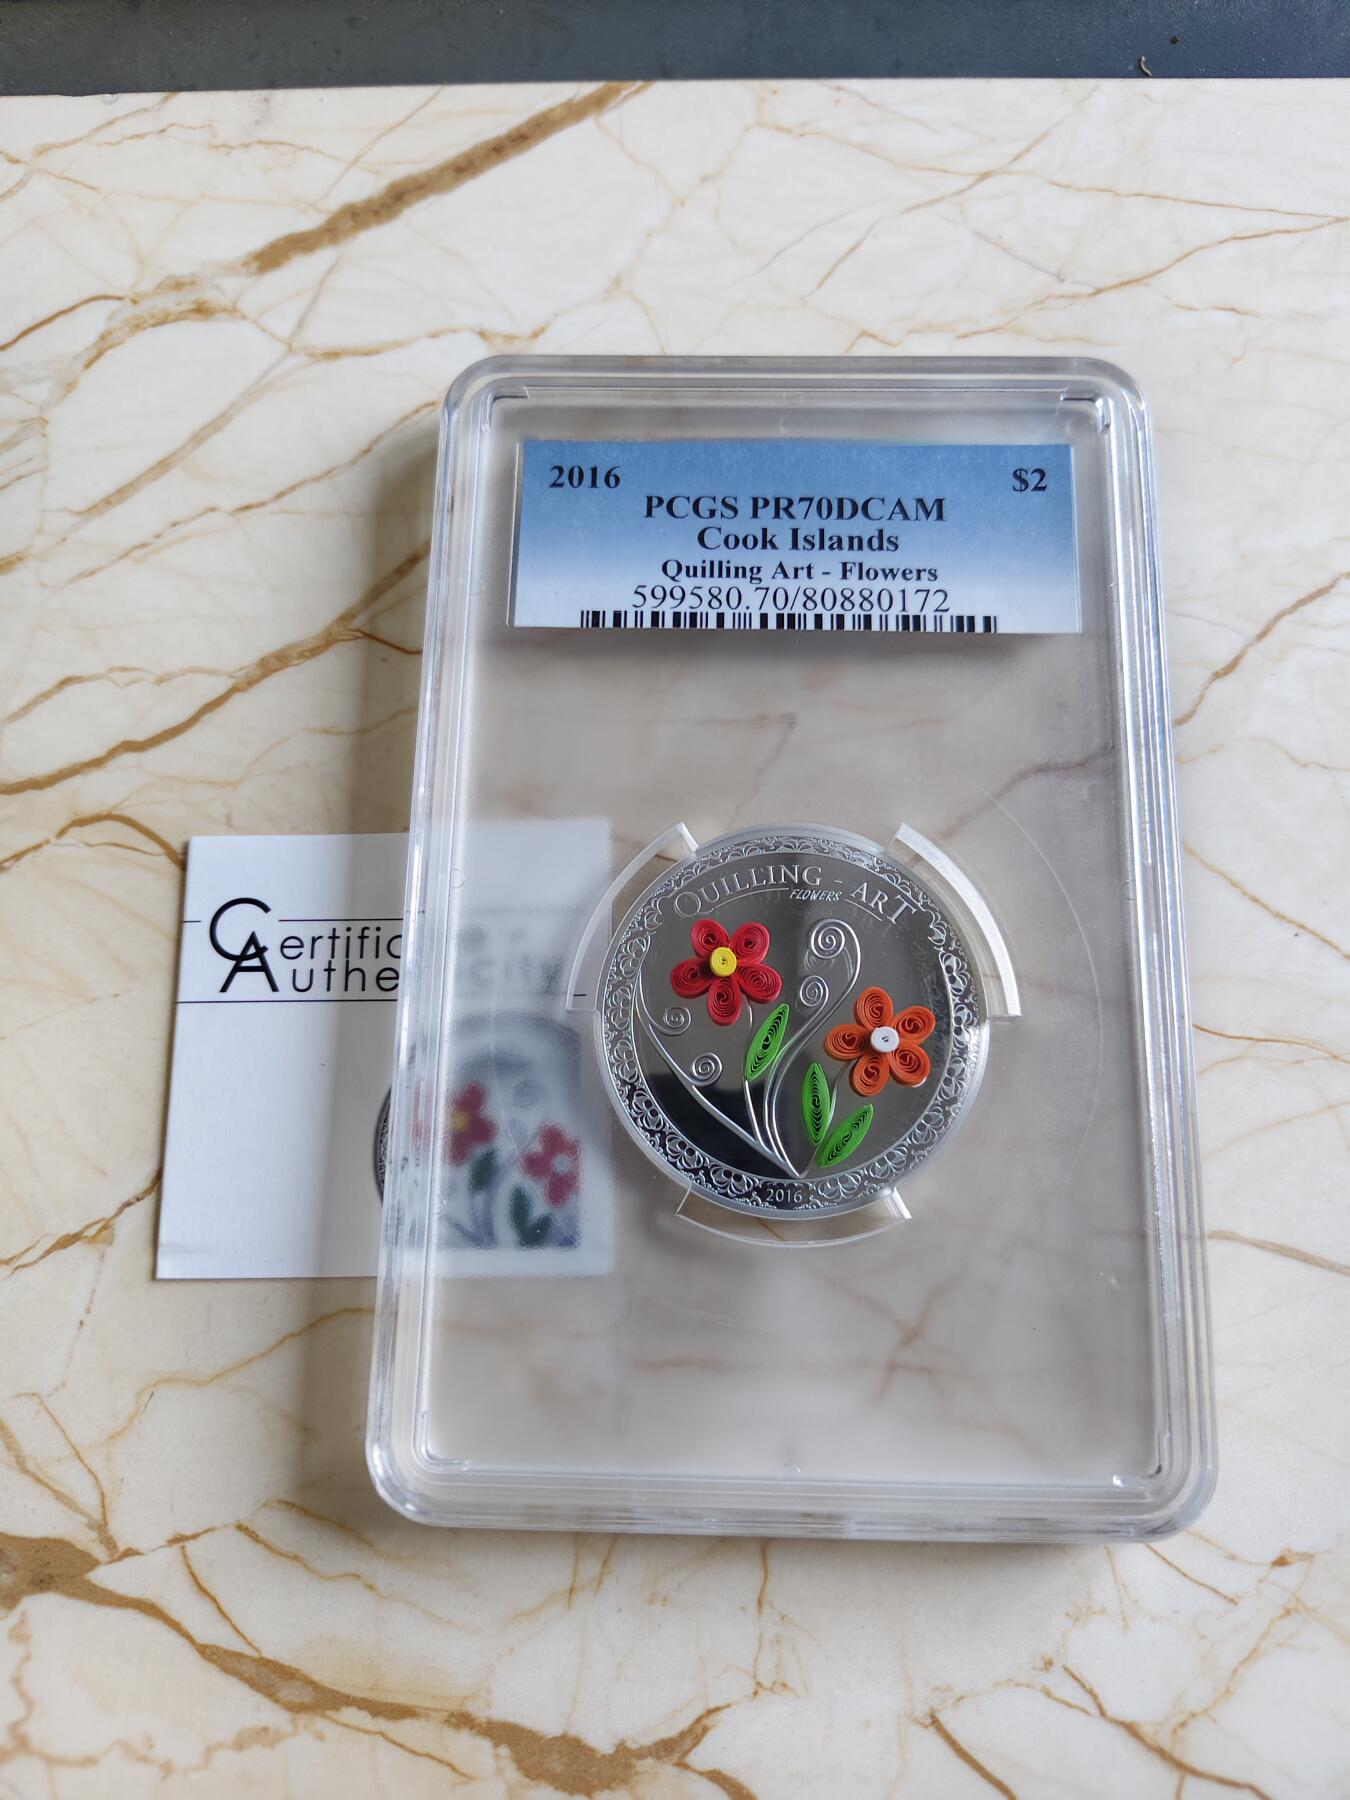 2016 $2
PCGS PR70DCAM
Cook Islands
Quilling Art - Flowers
599580.70/80880172
QUILLING - ART
FLOWERS
2016
Certific
Authe